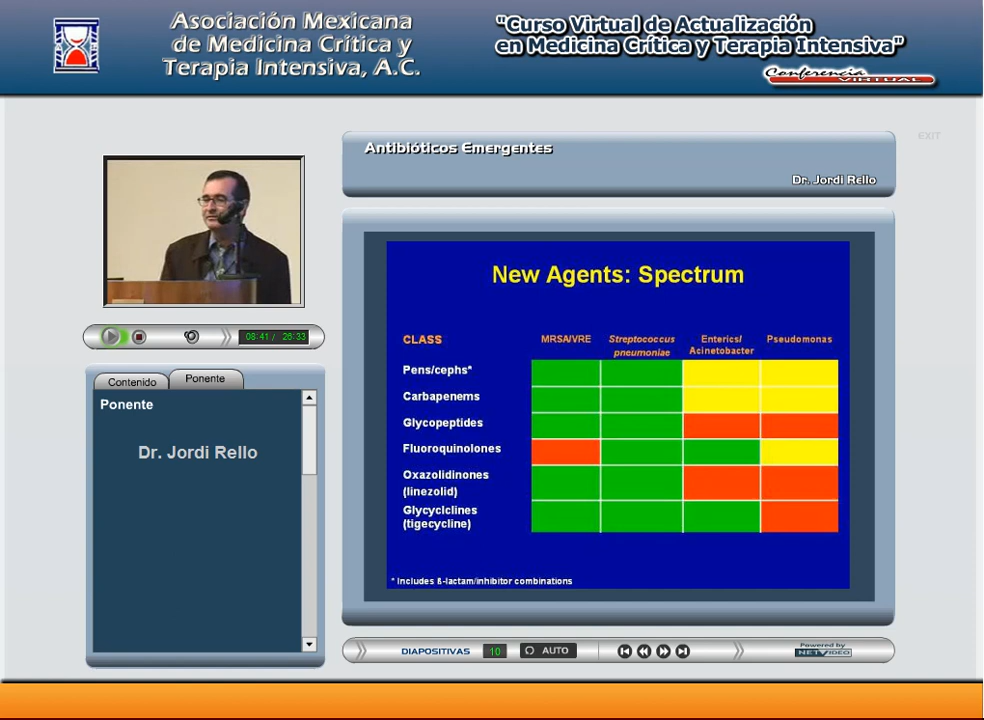 Asociación Mexicana
de Medicina Crítica y
Terapia Intensiva, A.C.
"Curso Virtual de Actualización
en Medicina Crítica y Terapia Intensiva"
Conferencia
VIRTUAL
EXIT
Antibióticos Emergentes
Dr. Jordi Rello
08:41 / 26:33
Contenido
Ponente
Ponente
Dr. Jordi Rello
New Agents: Spectrum
CLASS
MRSA/VRE
Streptococcus
pneumoniae
Enterics/
Acinetobacter
Pseudomonas
Pens/cephs*
Carbapenems
Glycopeptides
Fluoroquinolones
Oxazolidinones
(linezolid)
Glycyclclines
(tigecycline)
* Includes ß-lactam/inhibitor combinations
DIAPOSITIVAS
10
AUTO
Powered by
NETVIDEO